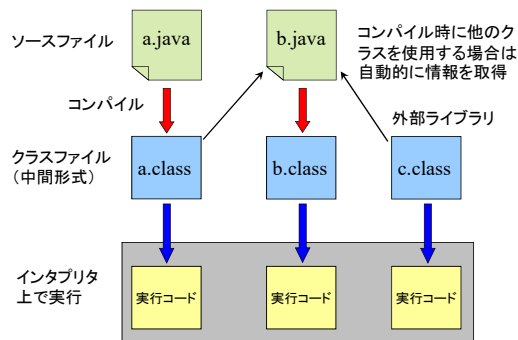 ソースファイル
a.java
b.java
コンパイル時に他のク
ラスを使用する場合は
自動的に情報を取得
コンパイル
外部ライブラリ
クラスファイル
(中間形式)
a.class
b.class
c.class
インタプリタ
上で実行
実行コード
実行コード
実行コード